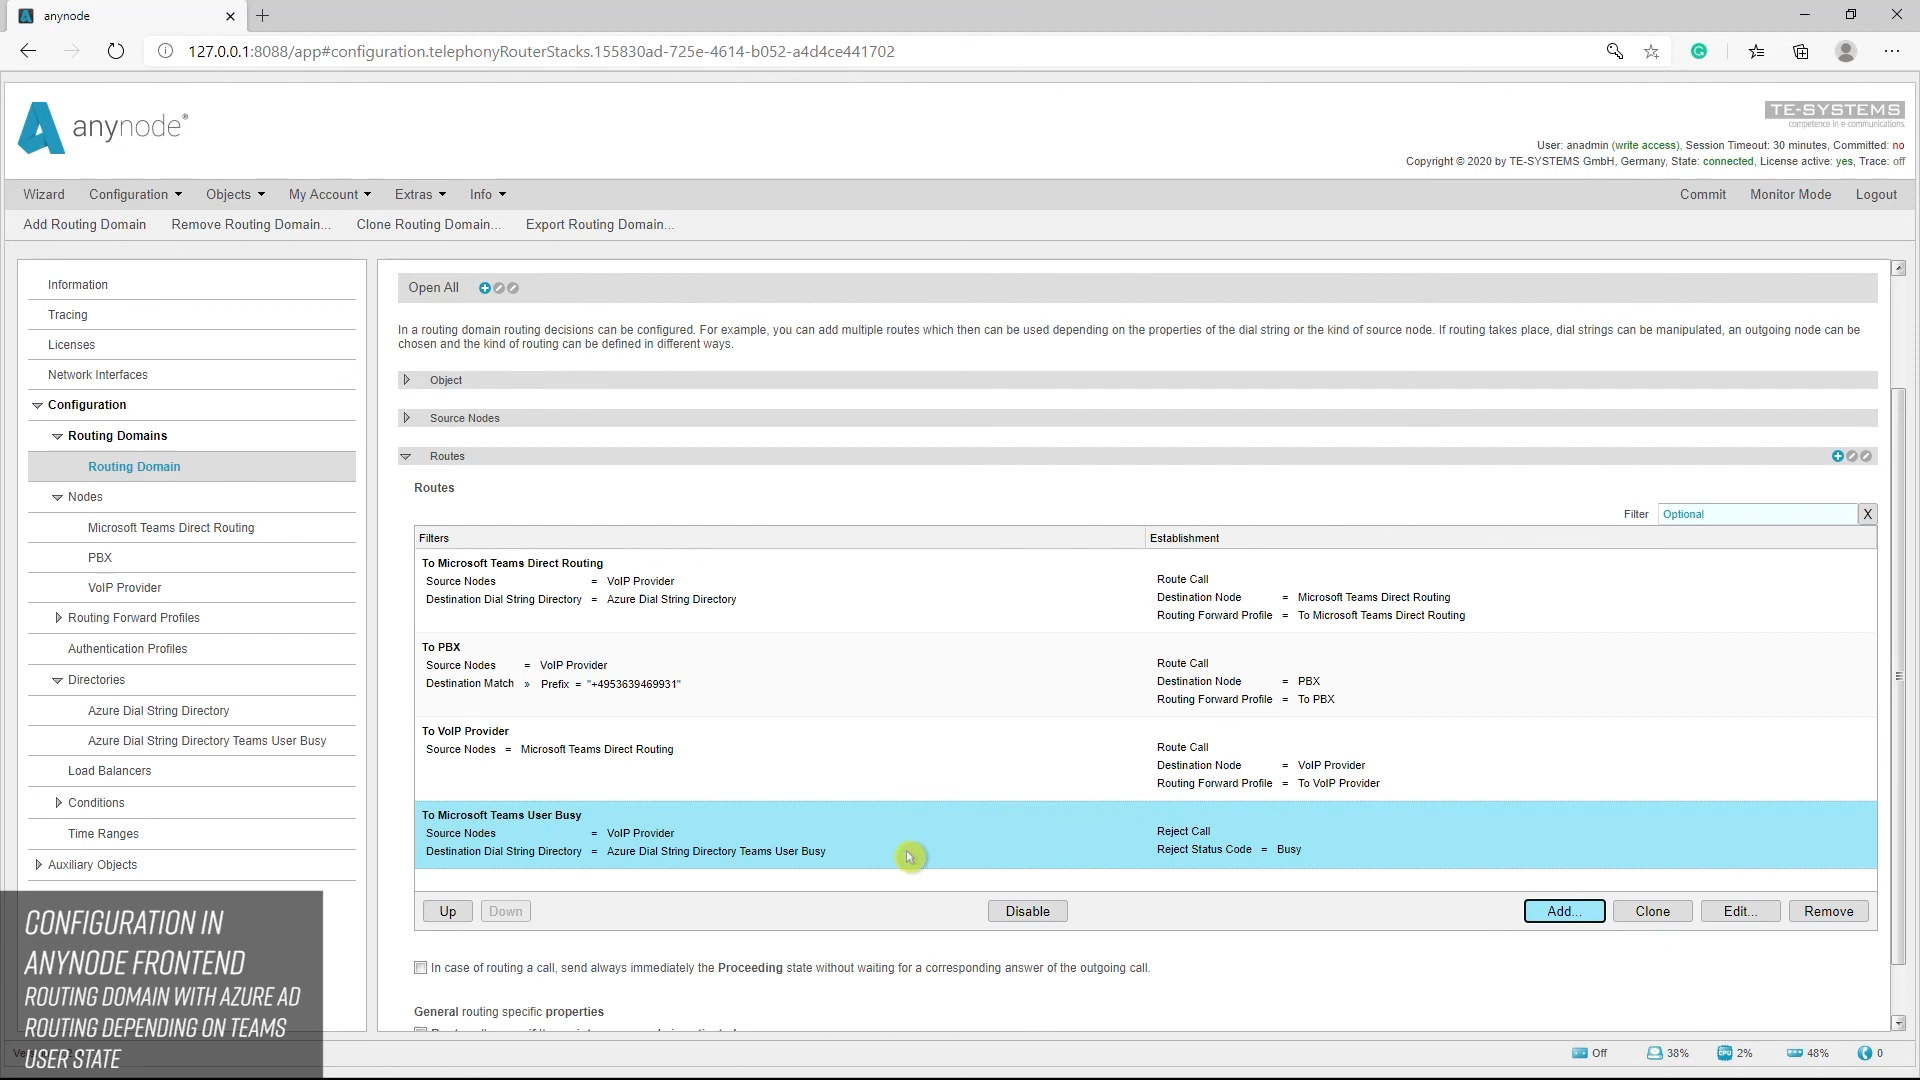 anynode
127.0.0.1:8088/app#configuration.telephonyRouterStacks.155830ad-725e-4614-b052-a4d4ce441702
anynode®
TE-SYSTEMS
competence in e-communications.
User: anadmin (write access), Session Timeout: 30 minutes, Committed: no
Copyright © 2020 by TE-SYSTEMS GmbH, Germany, State: connected, License active: yes, Trace: off
Wizard Configuration Objects My Account Extras Info Commit Monitor Mode Logout
Add Routing Domain Remove Routing Domain... Clone Routing Domain... Export Routing Domain...
Information
Tracing
Licenses
Network Interfaces
Configuration
Routing Domains
Routing Domain
Nodes
Microsoft Teams Direct Routing
PBX
VoIP Provider
Routing Forward Profiles
Authentication Profiles
Directories
Azure Dial String Directory
Azure Dial String Directory Teams User Busy
Load Balancers
Conditions
Time Ranges
Auxiliary Objects
Open All
In a routing domain routing decisions can be configured. For example, you can add multiple routes which then can be used depending on the properties of the dial string or the kind of source node. If routing takes place, dial strings can be manipulated, an outgoing node can be
chosen and the kind of routing can be defined in different ways.
Object
Source Nodes
Routes
Routes
Filter Optional X
Filters Establishment
To Microsoft Teams Direct Routing
Source Nodes = VoIP Provider
Destination Dial String Directory = Azure Dial String Directory
Route Call
Destination Node = Microsoft Teams Direct Routing
Routing Forward Profile = To Microsoft Teams Direct Routing
To PBX
Source Nodes = VoIP Provider
Destination Match » Prefix = "+4953639469931"
Route Call
Destination Node = PBX
Routing Forward Profile = To PBX
To VoIP Provider
Source Nodes = Microsoft Teams Direct Routing
Route Call
Destination Node = VoIP Provider
Routing Forward Profile = To VoIP Provider
To Microsoft Teams User Busy
Source Nodes = VoIP Provider
Destination Dial String Directory = Azure Dial String Directory Teams User Busy
Reject Call
Reject Status Code = Busy
Up Down Disable Add... Clone Edit... Remove
In case of routing a call, send always immediately the Proceeding state without waiting for a corresponding answer of the outgoing call.
General routing specific properties
CONFIGURATION IN
ANYNODE FRONTEND
ROUTING DOMAIN WITH AZURE AD
ROUTING DEPENDING ON TEAMS
USER STATE
Off 38% CPU 2% 48% 0